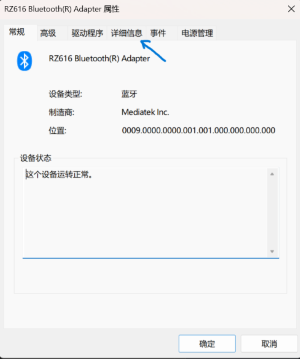 RZ616 Bluetooth(R) Adapter 属性
常规 高级 驱动程序 详细信息 事件 电源管理
RZ616 Bluetooth(R) Adapter
设备类型: 蓝牙
制造商: Mediatek Inc.
位置: 0009.0000.0000.001.001.000.000.000.000
设备状态
这个设备运转正常。
确定 取消